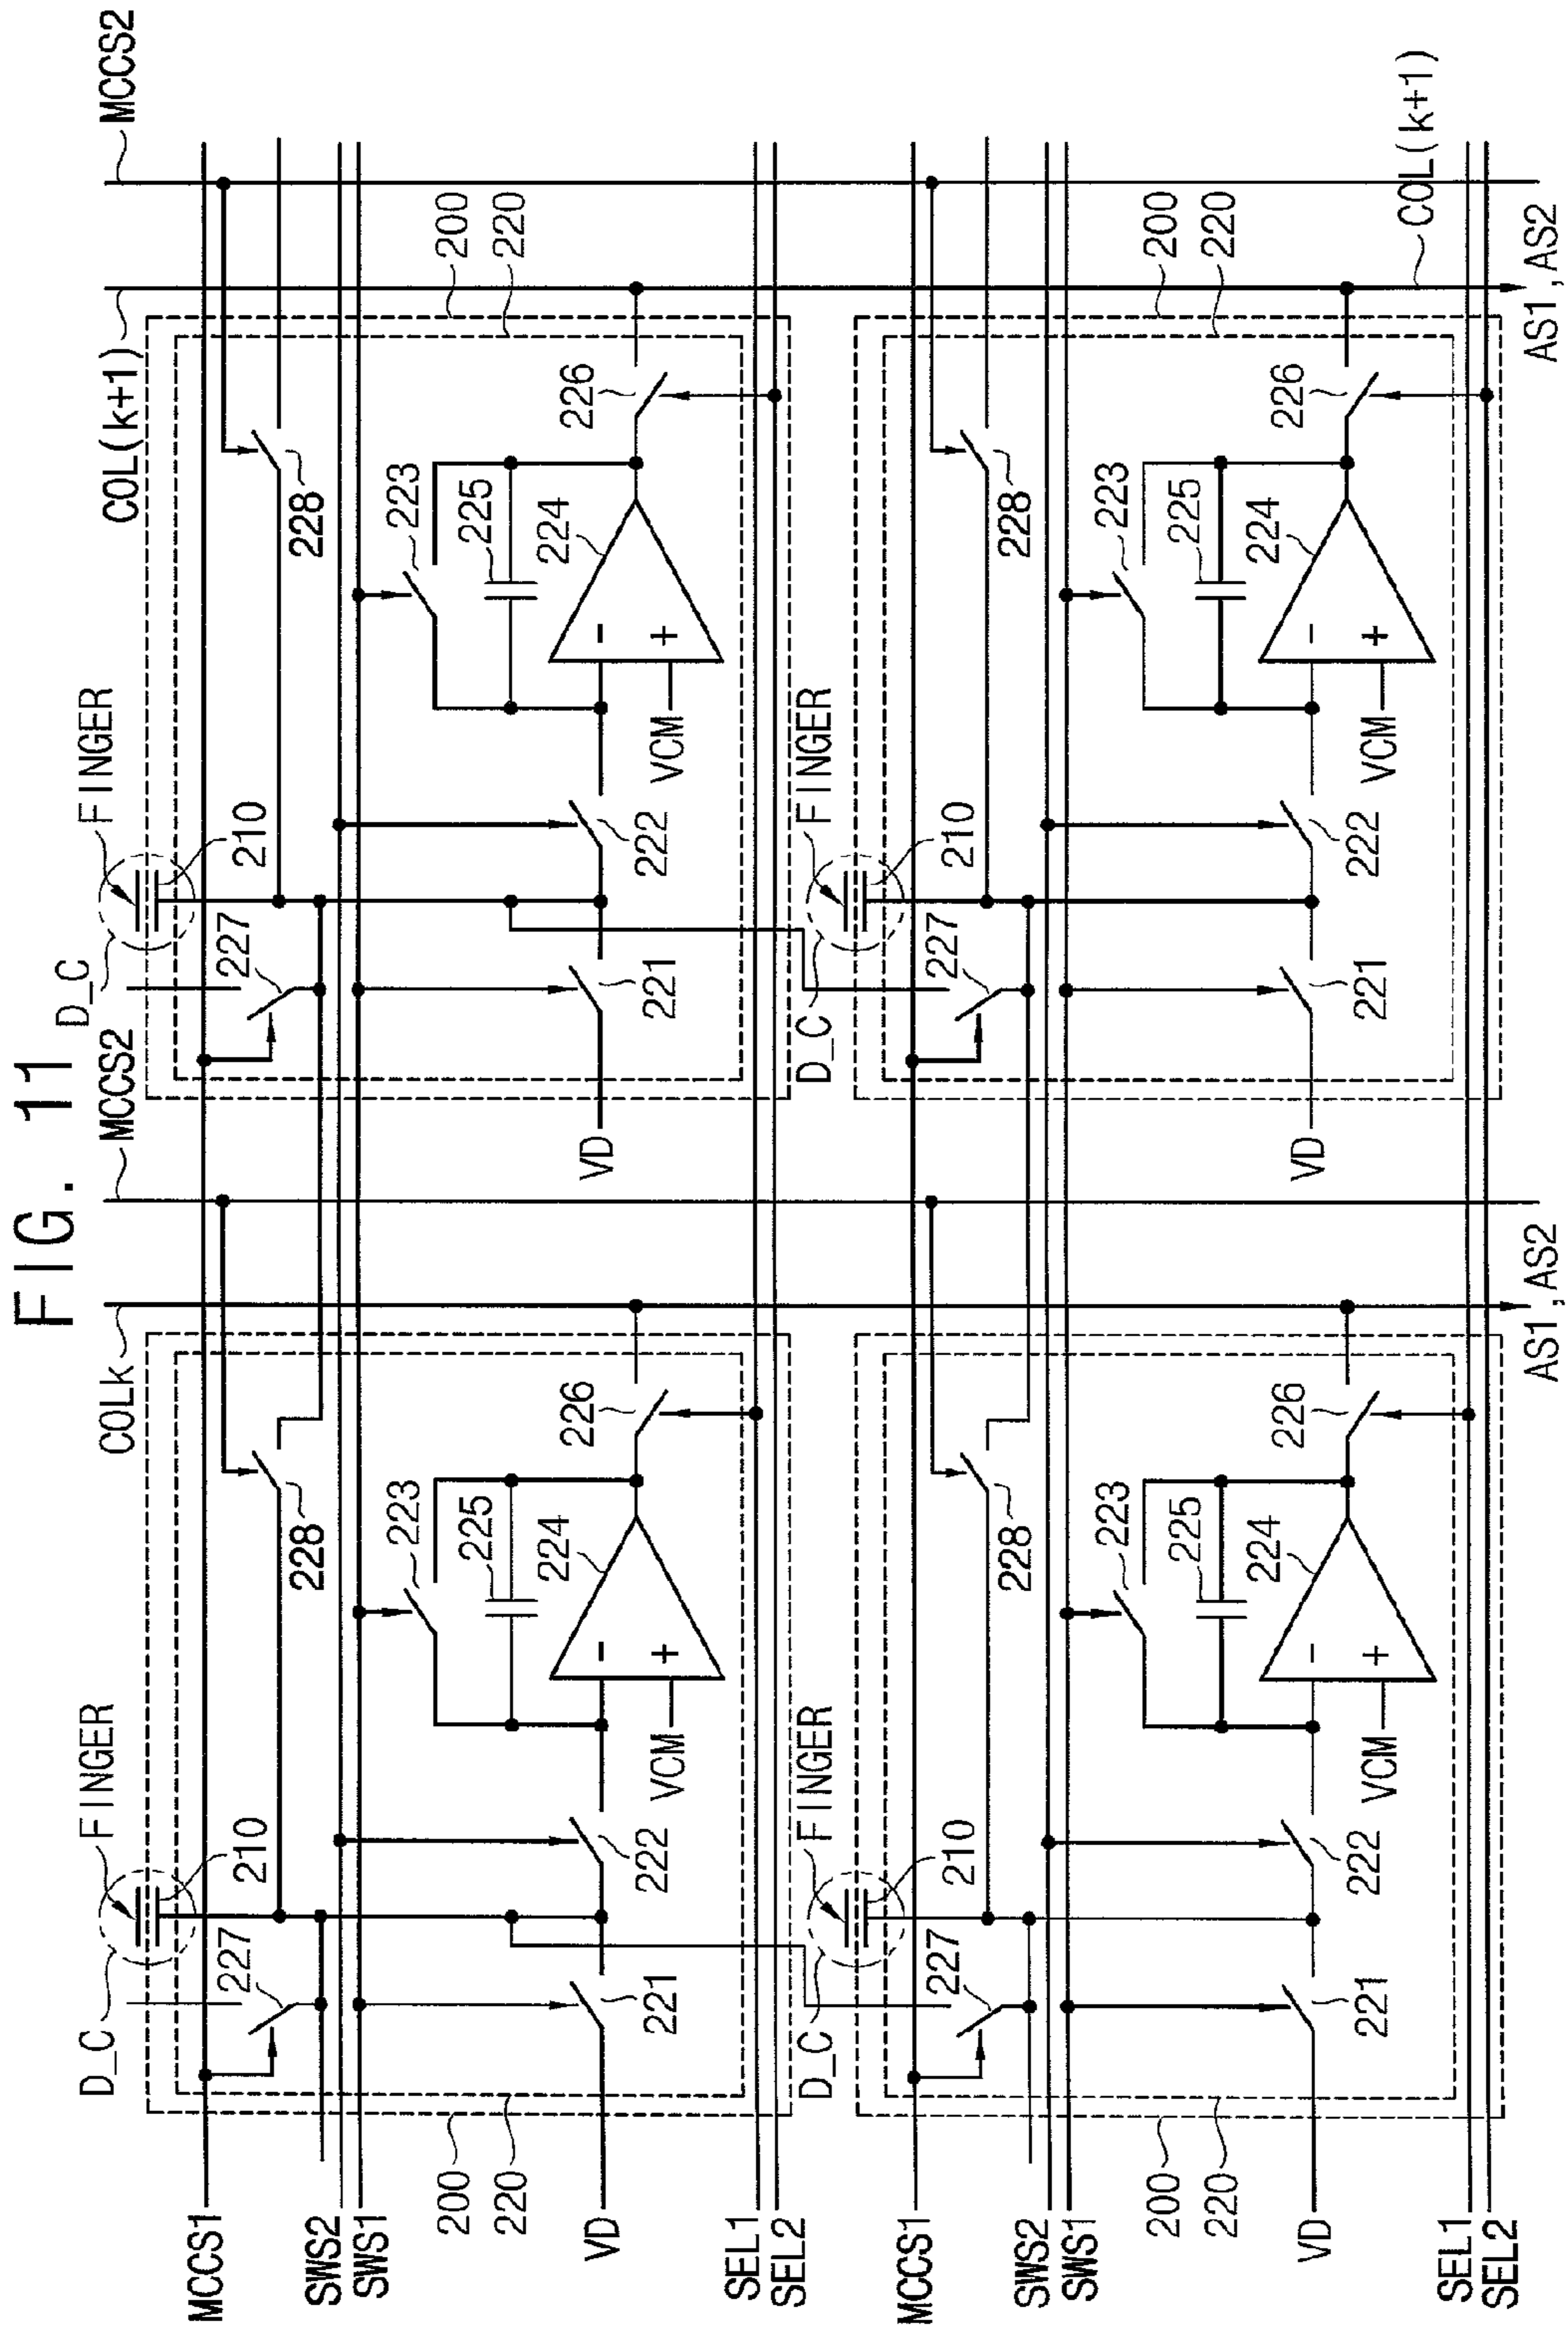 FIG. 11
COLk
MCCS2
COL(k+1)
MCCS2
D_C
FINGER
210
227
228
223
225
224
VCM
222
221
226
200
220
MCCS1
SWS2
SWS1
VD
SEL1
SEL2
D_C
FINGER
210
227
228
223
225
224
VCM
222
221
226
200
220
VD
D_C
FINGER
210
227
228
223
225
224
VCM
222
221
226
200
220
MCCS1
SWS2
SWS1
VD
SEL1
SEL2
D_C
FINGER
210
227
228
223
225
224
VCM
222
221
226
200
220
VD
COL(k+1)
AS1,AS2
AS1,AS2